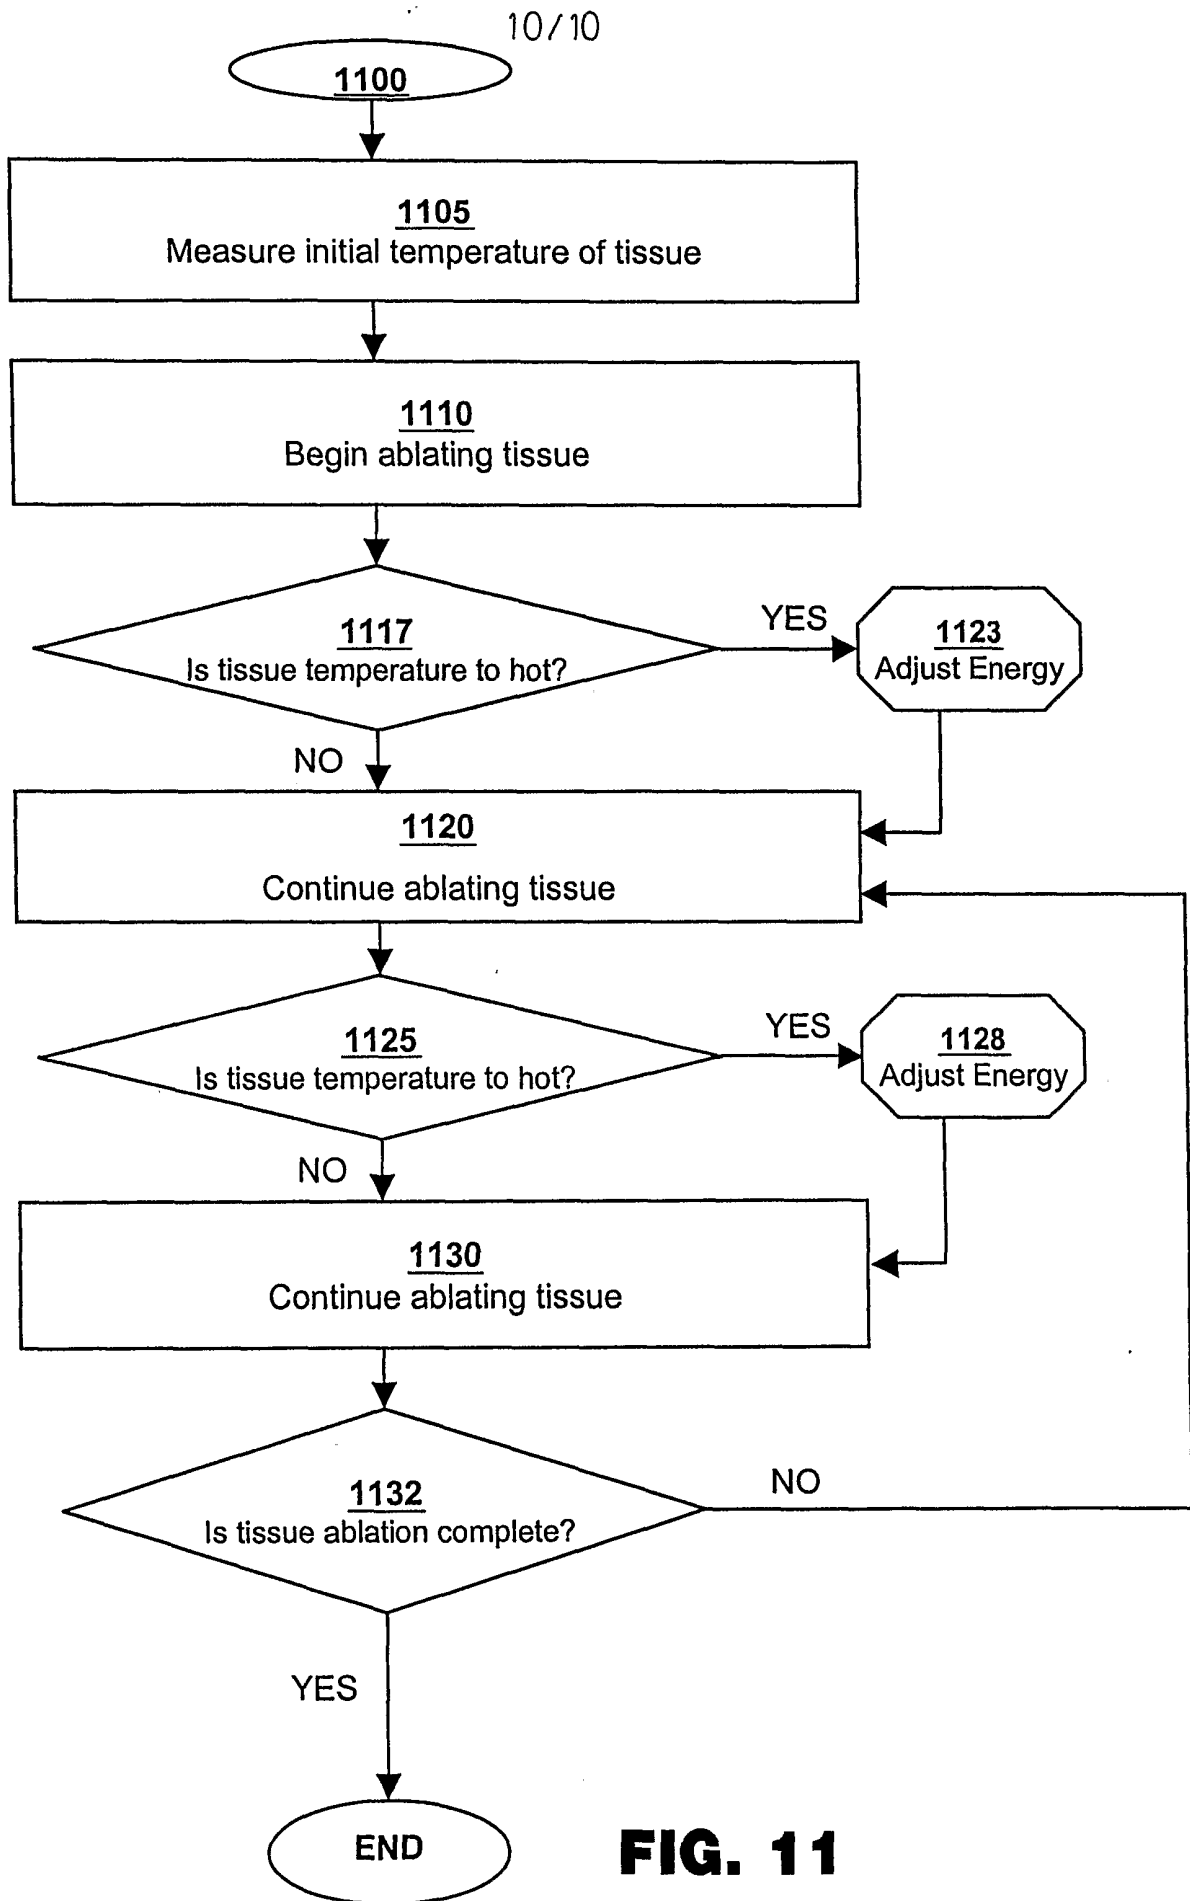 10/10
1100
1105
Measure initial temperature of tissue
1110
Begin ablating tissue
1117
Is tissue temperature to hot?
YES
1123
Adjust Energy
NO
1120
Continue ablating tissue
1125
Is tissue temperature to hot?
YES
1128
Adjust Energy
NO
1130
Continue ablating tissue
1132
Is tissue ablation complete?
NO
YES
END
FIG. 11